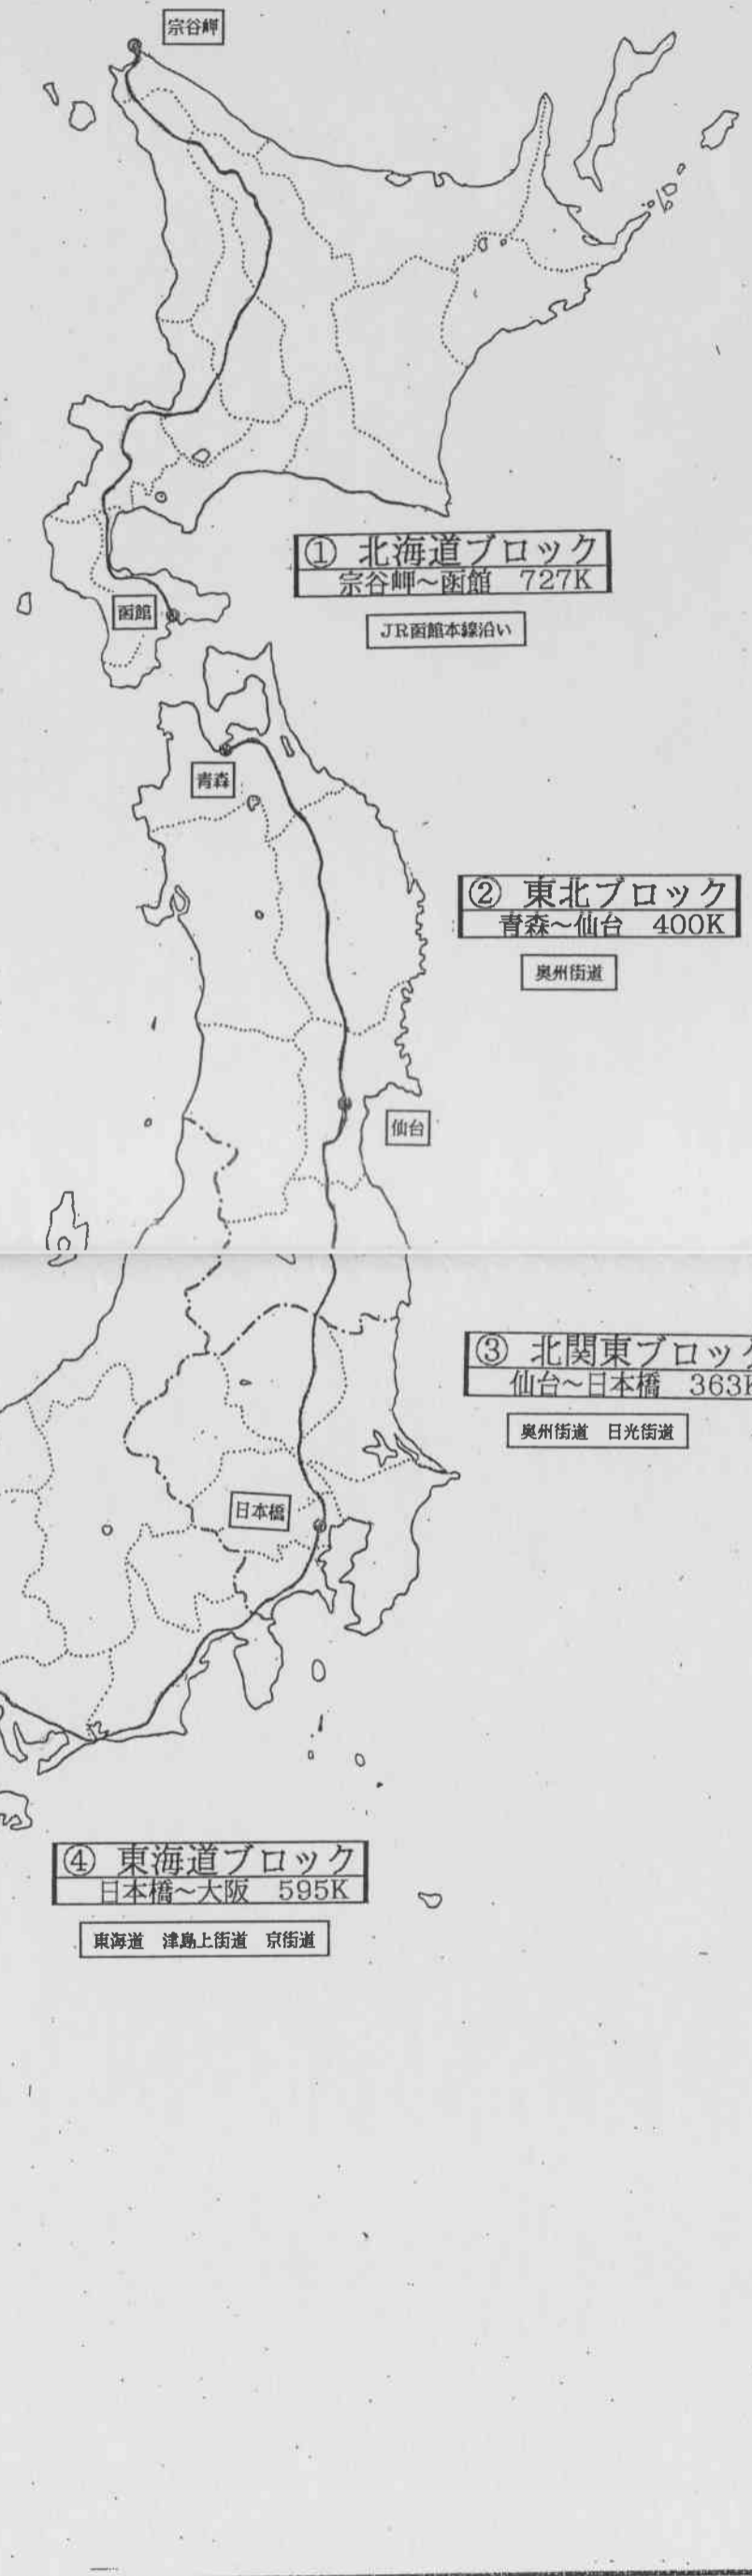 宗谷岬
① 北海道ブロック
宗谷岬～函館 727K
函館
JR函館本線沿い
青森
② 東北ブロック
青森～仙台 400K
奥州街道
仙台
③ 北関東ブロック
仙台～日本橋 363K
奥州街道 日光街道
日本橋
④ 東海道ブロック
日本橋～大阪 595K
東海道 津島上街道 京街道